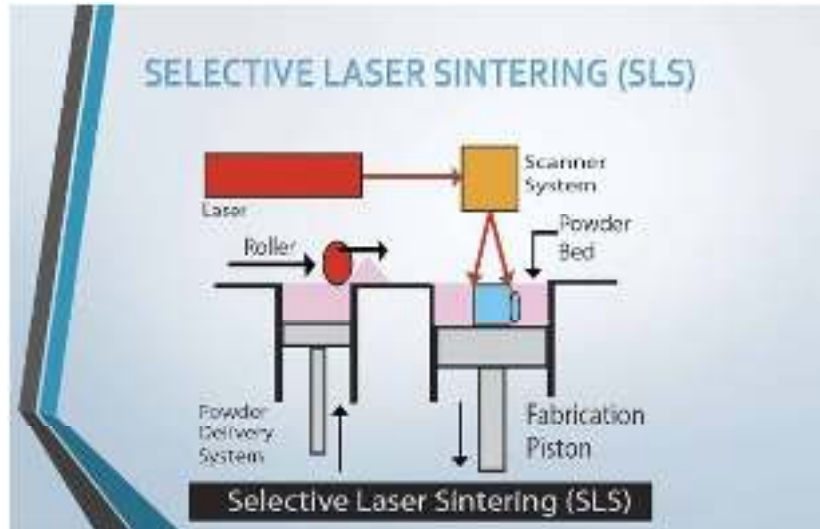 SELECTIVE LASER SINTERING (SLS)
Laser
Scanner
System
Roller
Powder
Bed
Powder
Delivery
System
Fabrication
Piston
Selective Laser Sintering (SLS)